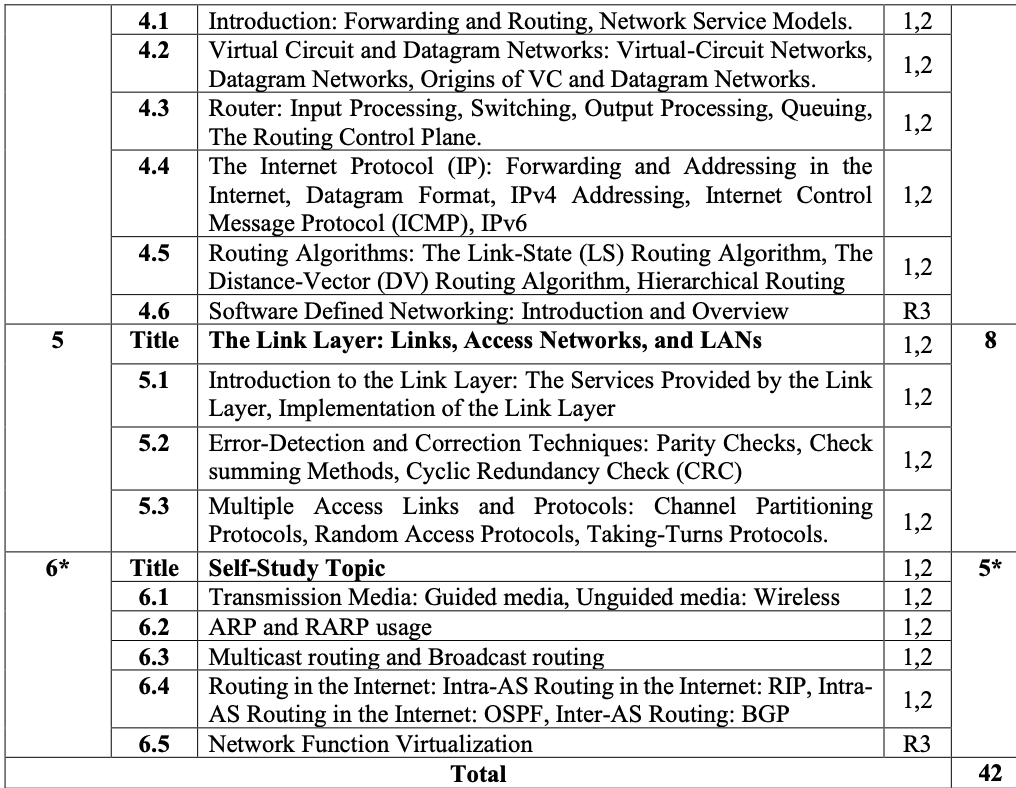 4.1 Introduction: Forwarding and Routing, Network Service Models. 1,2
4.2 Virtual Circuit and Datagram Networks: Virtual-Circuit Networks,
Datagram Networks, Origins of VC and Datagram Networks. 1,2
4.3 Router: Input Processing, Switching, Output Processing, Queuing,
The Routing Control Plane. 1,2
4.4 The Internet Protocol (IP): Forwarding and Addressing in the
Internet, Datagram Format, IPv4 Addressing, Internet Control 1,2
Message Protocol (ICMP), IPv6
4.5 Routing Algorithms: The Link-State (LS) Routing Algorithm, The
Distance-Vector (DV) Routing Algorithm, Hierarchical Routing 1,2
4.6 Software Defined Networking: Introduction and Overview R3
5 Title The Link Layer: Links, Access Networks, and LANs 1,2 8
5.1 Introduction to the Link Layer: The Services Provided by the Link
Layer, Implementation of the Link Layer 1,2
5.2 Error-Detection and Correction Techniques: Parity Checks, Check
summing Methods, Cyclic Redundancy Check (CRC) 1,2
5.3 Multiple Access Links and Protocols: Channel Partitioning
Protocols, Random Access Protocols, Taking-Turns Protocols. 1,2
6* Title Self-Study Topic 1,2 5*
6.1 Transmission Media: Guided media, Unguided media: Wireless 1,2
6.2 ARP and RARP usage 1,2
6.3 Multicast routing and Broadcast routing 1,2
6.4 Routing in the Internet: Intra-AS Routing in the Internet: RIP, Intra-
AS Routing in the Internet: OSPF, Inter-AS Routing: BGP 1,2
6.5 Network Function Virtualization R3
Total 42